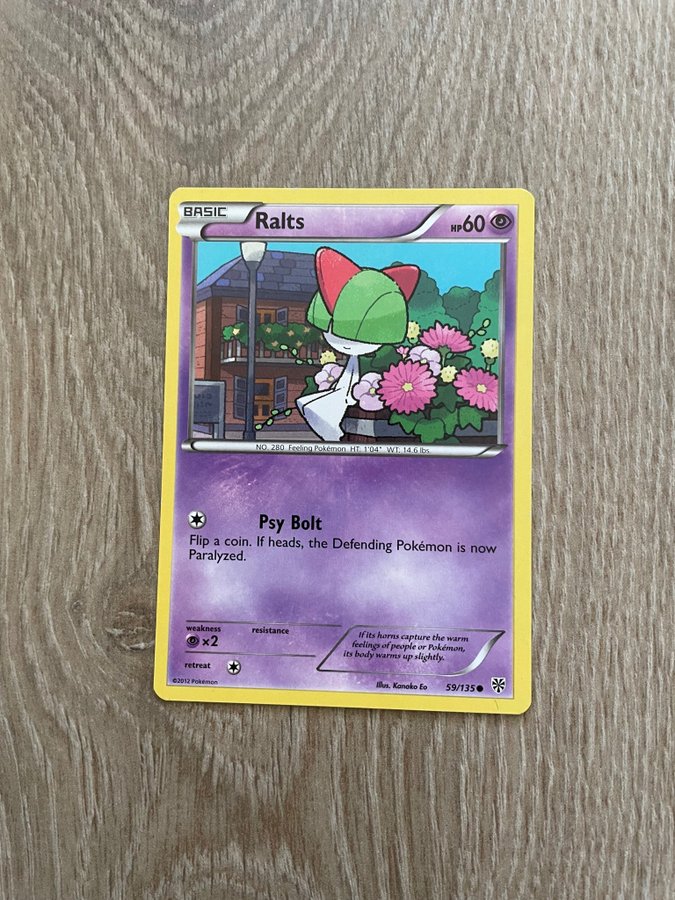 BASIC Ralts HP60
NO. 280 Feeling Pokémon HT. 1'04" WT. 14.6 lbs.
Psy Bolt
Flip a coin. If heads, the Defending Pokémon is now
Paralyzed.
weakness resistance
×2
retreat
If its horns capture the warm
feelings of people or Pokémon,
its body warms up slightly.
©2012 Pokémon
Illus. Kanako Eo 59/135